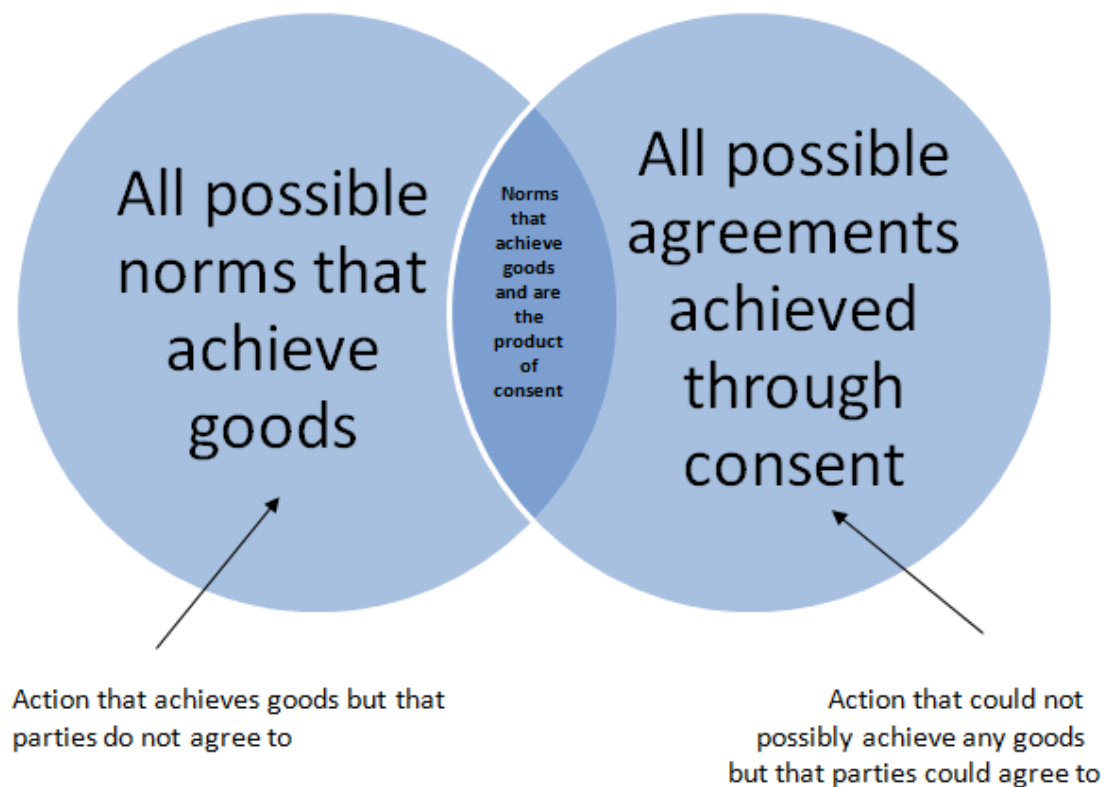 All possible
norms that
achieve
goods
Norms
that
achieve
goods
and are
the
product
of
consent
All possible
agreements
achieved
through
consent
Action that achieves goods but that
parties do not agree to
Action that could not
possibly achieve any goods
but that parties could agree to